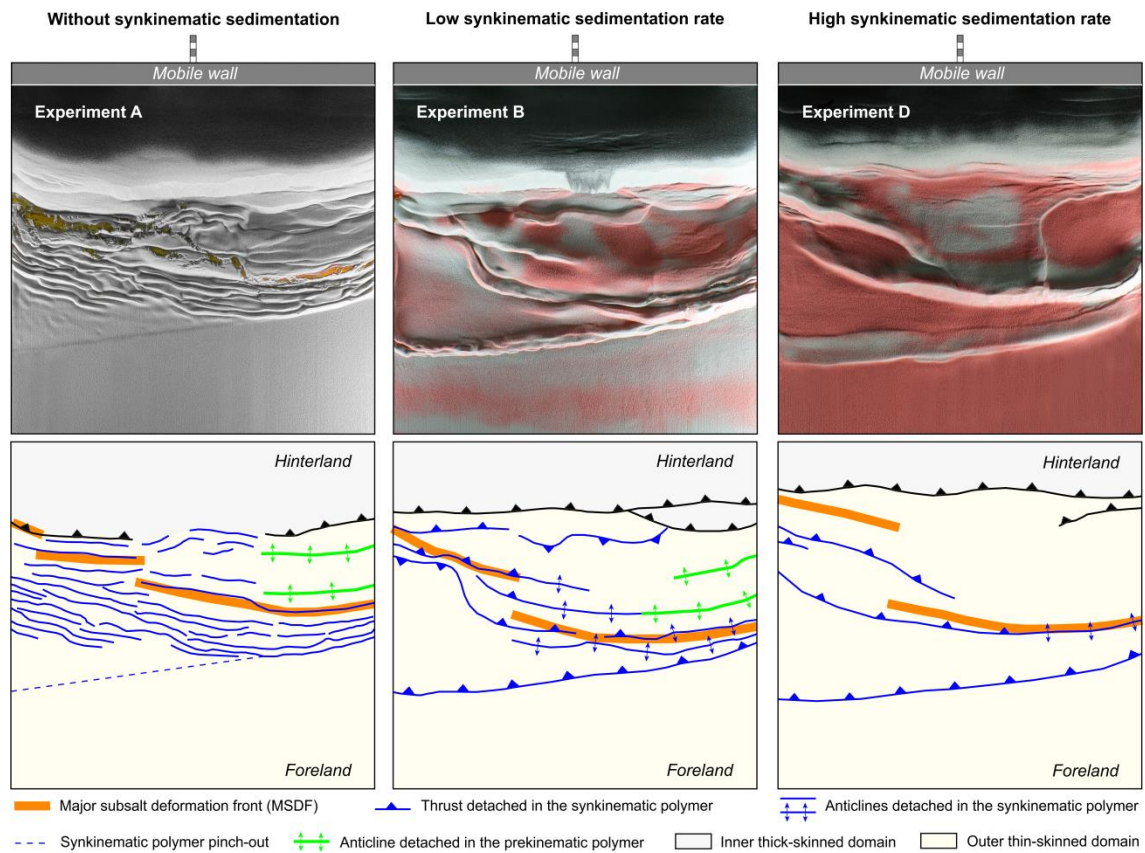 Without synkinematic sedimentation
Low synkinematic sedimentation rate
High synkinematic sedimentation rate
Mobile wall
Mobile wall
Mobile wall
Experiment A
Experiment B
Experiment D
Hinterland
Hinterland
Hinterland
Foreland
Foreland
Foreland
Major subsalt deformation front (MSDF)
Thrust detached in the synkinematic polymer
Anticlines detached in the synkinematic polymer
Synkinematic polymer pinch-out
Anticline detached in the prekinematic polymer
Inner thick-skinned domain
Outer thin-skinned domain